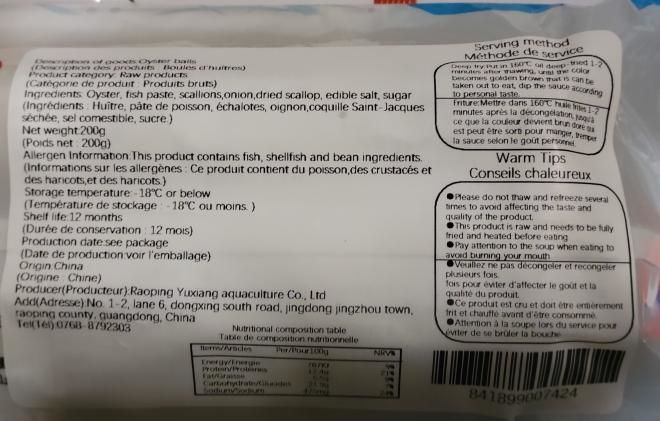 Description of goods Oyster balls
(Description des produits : Boules d'huîtres)
Product category: Raw products
(Catégorie de produit : Produits bruts)
Ingredients: Oyster, fish paste, scallions,onion,dried scallop, edible salt, sugar
(Ingrédients : Huître, pâte de poisson, échalotes, oignon,coquille Saint-Jacques
séchée, sel comestible, sucre.)
Net weight:200g
(Poids net : 200g)
Allergen Information:This product contains fish, shellfish and bean ingredients.
(Informations sur les allergènes : Ce produit contient du poisson,des crustacés et
des haricots,et des haricots.)
Storage temperature: -18°C or below
(Température de stockage : -18°C ou moins. )
Shelf life:12 months
(Durée de conservation : 12 mois)
Production date:see package
(Date de production:voir l'emballage)
Origin:China
(Origine : Chine)
Producer(Producteur):Raoping Yuxiang aquaculture Co., Ltd
Add(Adresse):No. 1-2, lane 6, dongxing south road, jingdong jingzhou town,
raoping county, guangdong, China
Tel(Tél):0768-8792303
Nutritional composition table
Table de composition nutritionnelle
Items/Articles Per/Pour100g NRV%
Energy/Energie
Protein/Protéines
Fat/Graisse
Carbohydrate/Glucides
Sodium/Sodium
Serving method
Méthode de service
Deep fry:Put in 160°C oil deep- fried 1-2
minutes after thawing, until the color
becomes golden brown that is can be
taken out to eat, dip the sauce according
to personal taste.
Friture:Mettre dans 160°C huile frites 1-2
minutes après la décongélation, jusqu'à
ce que la couleur devient brun doré qui
est peut être sorti pour manger, tremper
la sauce selon le goût personnel.
Warm Tips
Conseils chaleureux
●Please do not thaw and refreeze several
times to avoid affecting the taste and
quality of the product.
●This product is raw and needs to be fully
fried and heated before eating
●Pay attention to the soup when eating to
avoid burning your mouth
●Veuillez ne pas décongeler et recongeler
plusieurs fois.
fois pour éviter d'affecter le goût et la
qualité du produit.
●Ce produit est cru et doit être entièrement
frit et chauffé avant d'être consommé.
●Attention à la soupe lors du service pour
éviter de se brûler la bouche
841899007424